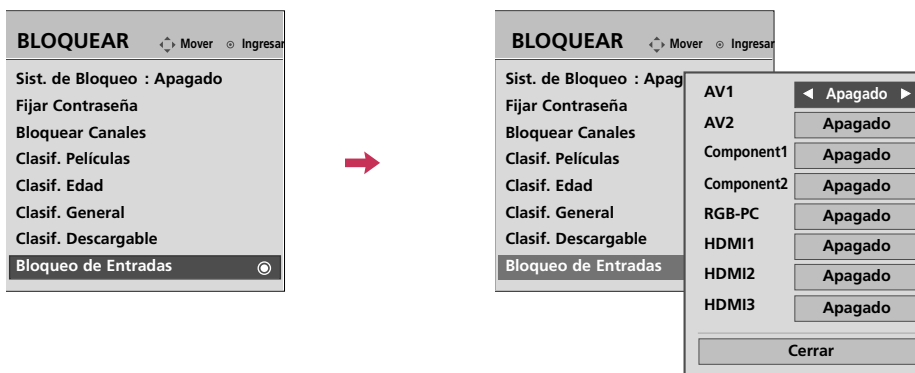 BLOQUEAR Mover Ingresar
Sist. de Bloqueo : Apagado
Fijar Contraseña
Bloquear Canales
Clasif. Películas
Clasif. Edad
Clasif. General
Clasif. Descargable
Bloqueo de Entradas
BLOQUEAR Mover Ingresar
Sist. de Bloqueo : Apag
Fijar Contraseña
Bloquear Canales
Clasif. Películas
Clasif. Edad
Clasif. General
Clasif. Descargable
Bloqueo de Entradas
AV1 Apagado
AV2 Apagado
Component1 Apagado
Component2 Apagado
RGB-PC Apagado
HDMI1 Apagado
HDMI2 Apagado
HDMI3 Apagado
Cerrar